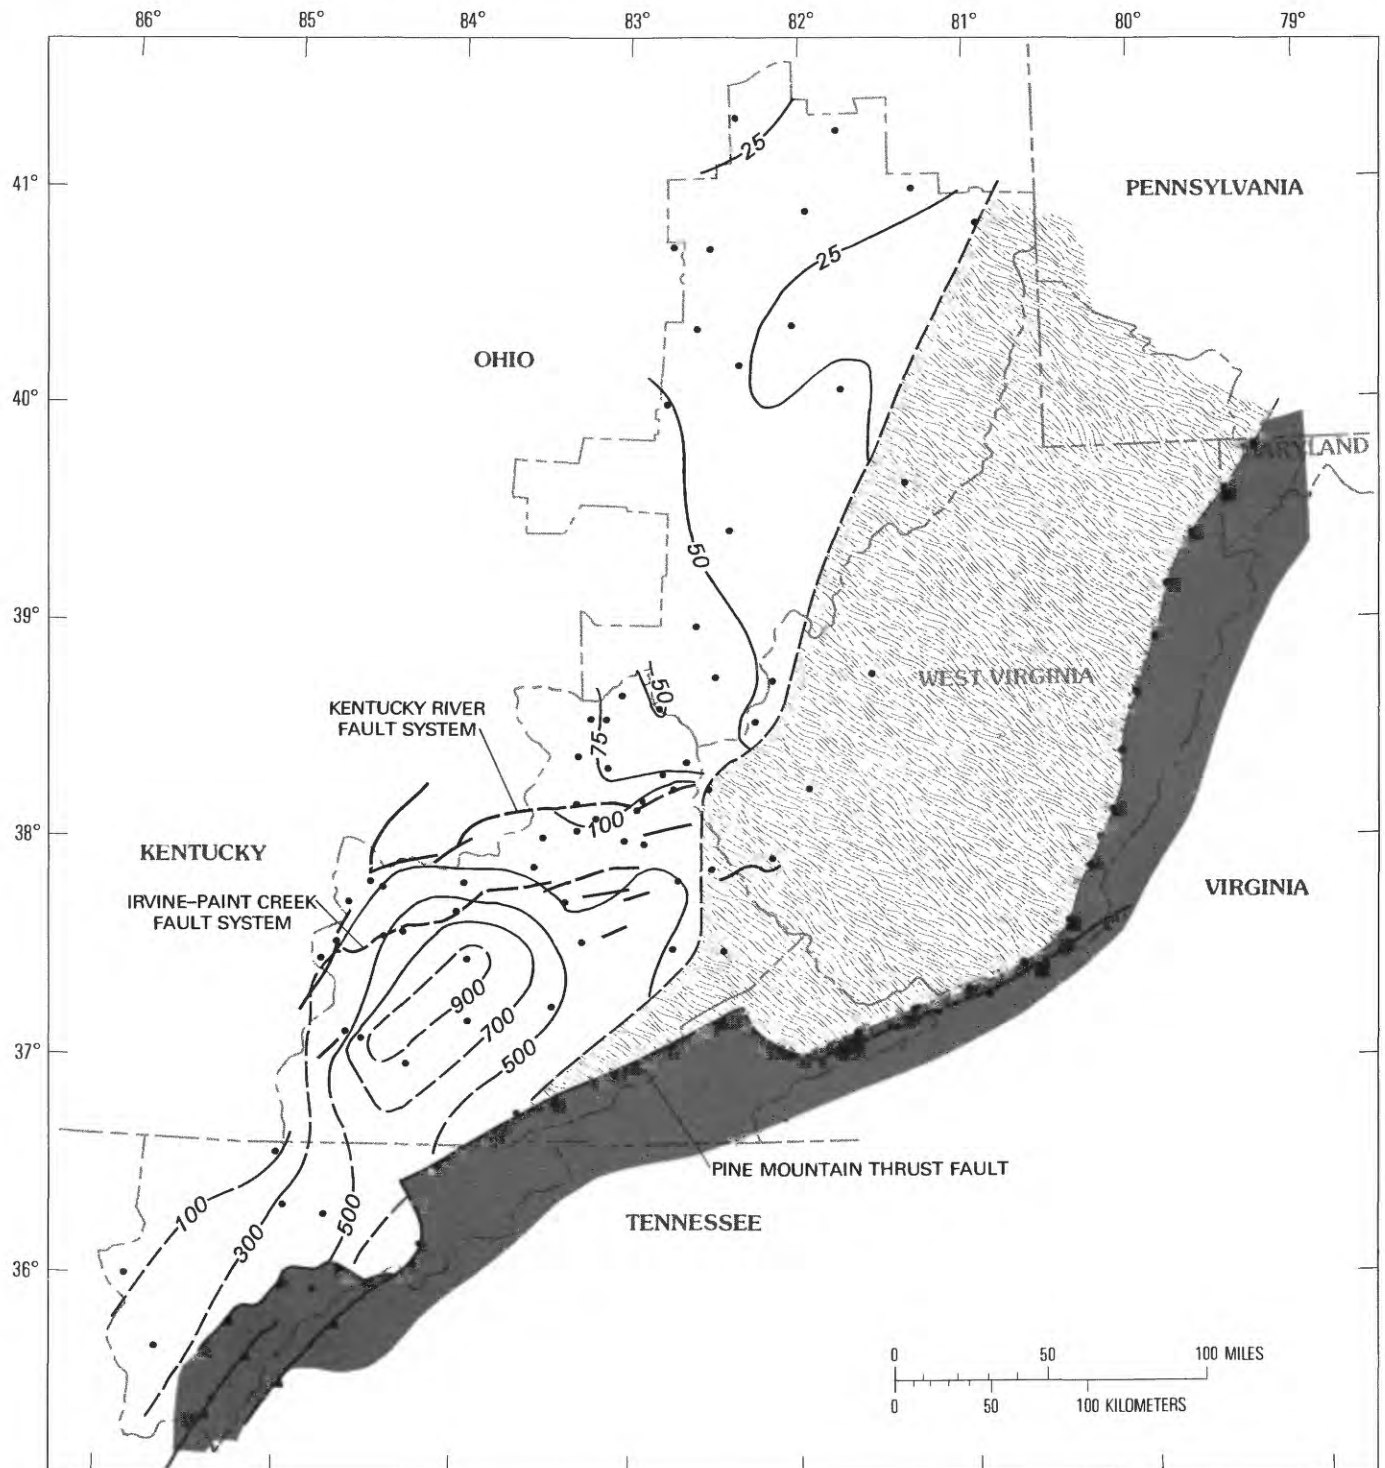 86° 85° 84° 83° 82° 81° 80° 79°
25
41°
PENNSYLVANIA
25
OHIO
40°
MARYLAND
50
39°
WEST VIRGINIA
50
KENTUCKY RIVER
FAULT SYSTEM
75
38°
100
KENTUCKY
VIRGINIA
IRVINE–PAINT CREEK
FAULT SYSTEM
900
700
500
37°
PINE MOUNTAIN THRUST FAULT
100
500
TENNESSEE
300
36°
0 50 100 MILES
0 50 100 KILOMETERS